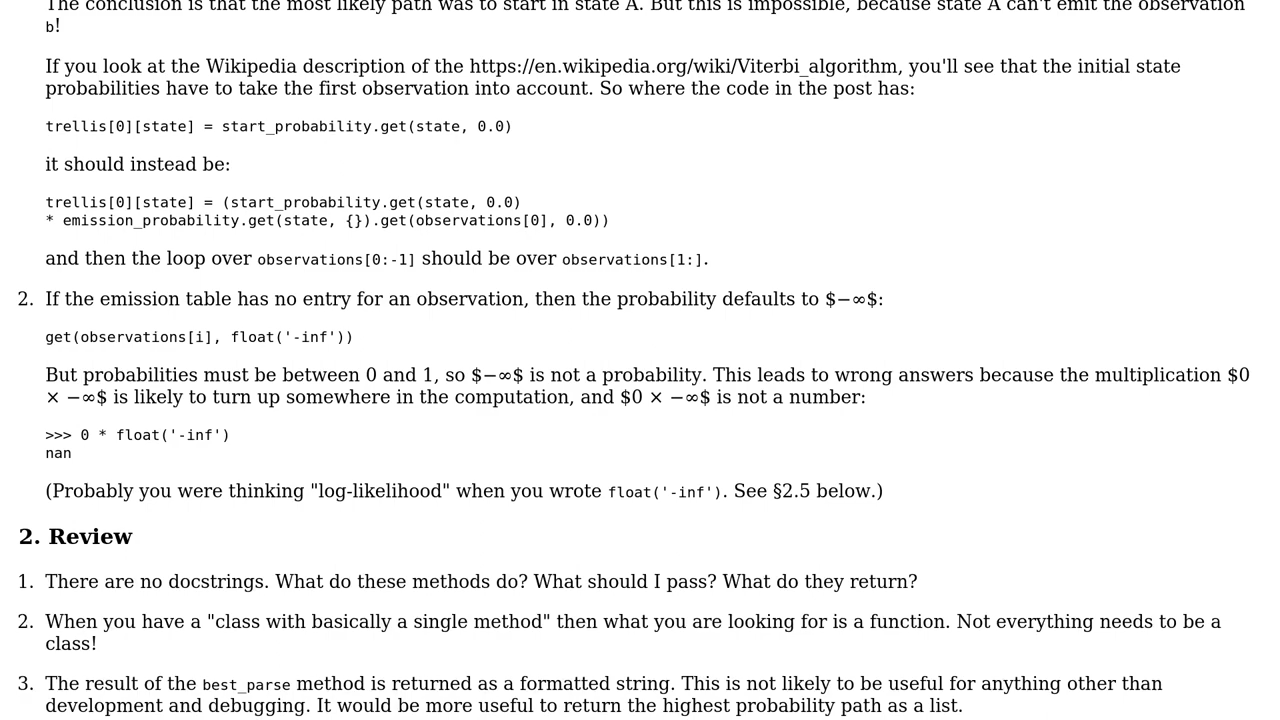 The conclusion is that the most likely path was to start in state A. But this is impossible, because state A can't emit the observation
b!
If you look at the Wikipedia description of the https://en.wikipedia.org/wiki/Viterbi_algorithm, you'll see that the initial state
probabilities have to take the first observation into account. So where the code in the post has:
trellis[0][state] = start_probability.get(state, 0.0)
it should instead be:
trellis[0][state] = (start_probability.get(state, 0.0)
* emission_probability.get(state, {}).get(observations[0], 0.0))
and then the loop over observations[0:-1] should be over observations[1:].
2. If the emission table has no entry for an observation, then the probability defaults to $−∞$:
get(observations[i], float('-inf'))
But probabilities must be between 0 and 1, so $−∞$ is not a probability. This leads to wrong answers because the multiplication $0
× −∞$ is likely to turn up somewhere in the computation, and $0 × −∞$ is not a number:
>>> 0 * float('-inf')
nan
(Probably you were thinking "log-likelihood" when you wrote float('-inf'). See §2.5 below.)
2. Review
1. There are no docstrings. What do these methods do? What should I pass? What do they return?
2. When you have a "class with basically a single method" then what you are looking for is a function. Not everything needs to be a
class!
3. The result of the best_parse method is returned as a formatted string. This is not likely to be useful for anything other than
development and debugging. It would be more useful to return the highest probability path as a list.